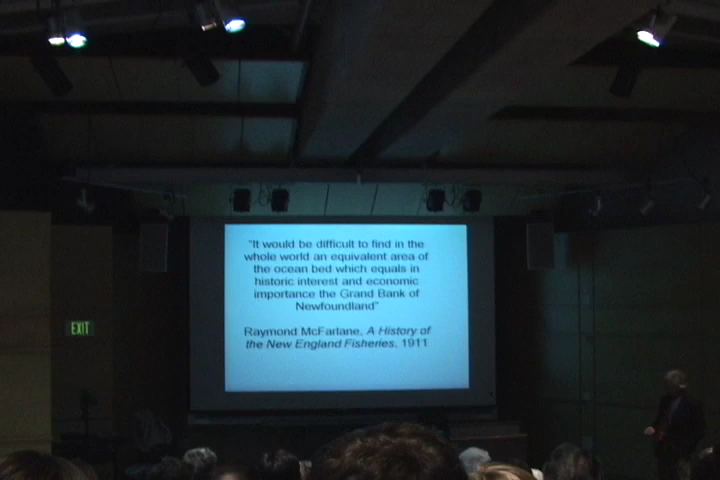 "It would be difficult to find in the
whole world an equivalent area of
the ocean bed which equals in
historic interest and economic
importance the Grand Bank of
Newfoundland"
Raymond McFarlane, A History of
the New England Fisheries, 1911
EXIT